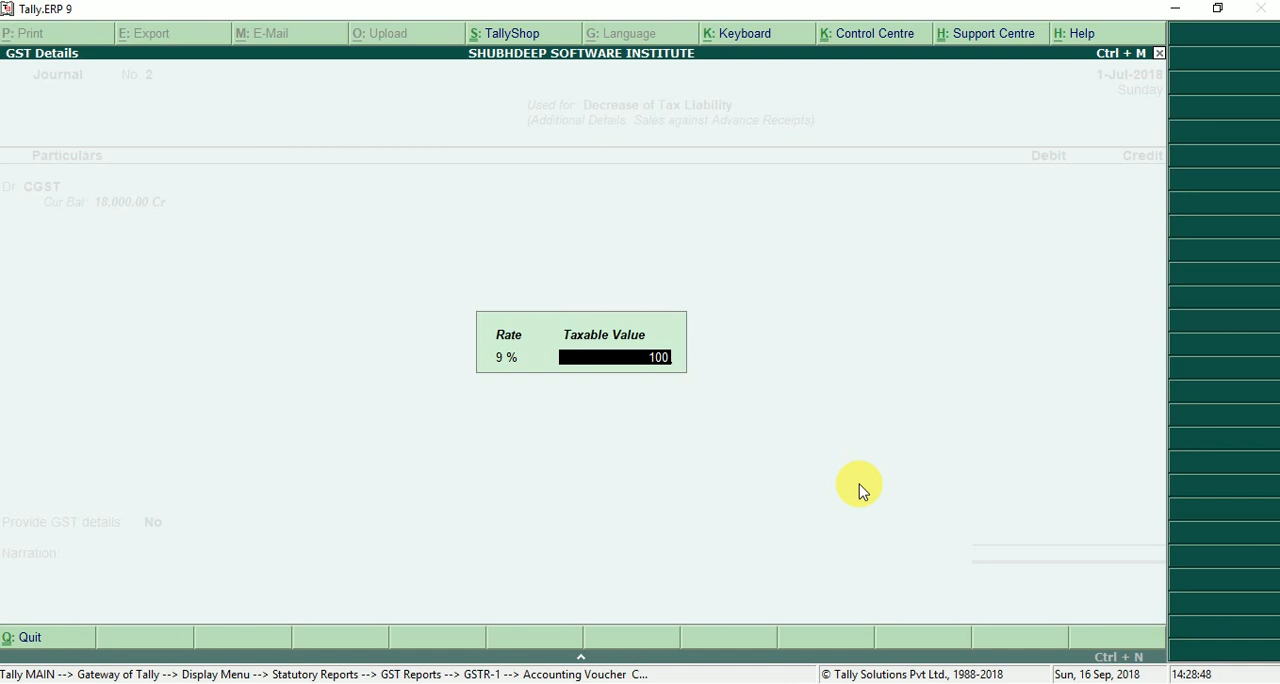 Tally.ERP 9
P: Print E: Export M: E-Mail O: Upload S: TallyShop G: Language K: Keyboard K: Control Centre H: Support Centre H: Help
GST Details SHUBHDEEP SOFTWARE INSTITUTE Ctrl + M
Journal No. 2 1-Jul-2018
Sunday
Used for: Decrease of Tax Liability
(Additional Details: Sales against Advance Receipts)
Particulars Debit Credit
Dr CGST
Cur Bal: 18,000.00 Cr
Rate Taxable Value
9 % 100
Provide GST details No
Narration:
Q: Quit
Ctrl + N
Tally MAIN --> Gateway of Tally --> Display Menu --> Statutory Reports --> GST Reports --> GSTR-1 --> Accounting Voucher C... © Tally Solutions Pvt Ltd., 1988-2018 Sun, 16 Sep, 2018 14:28:48